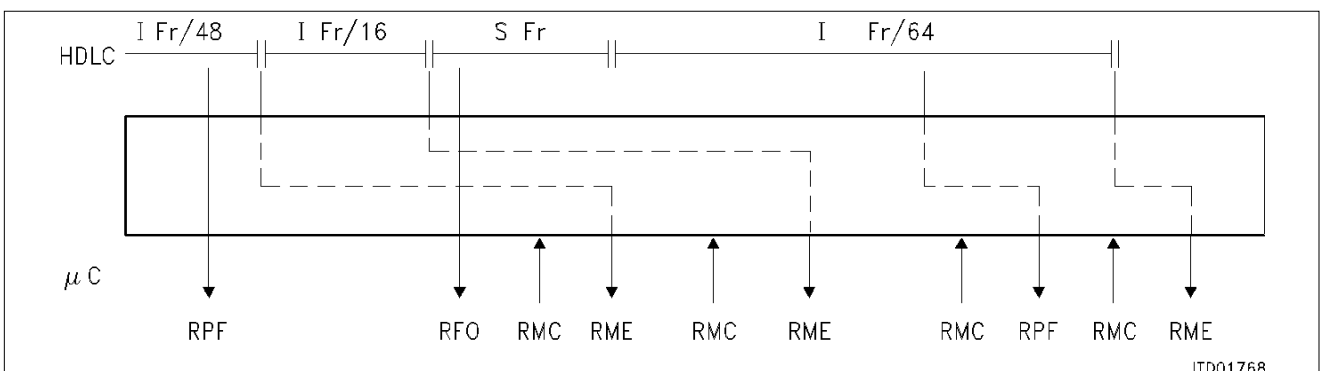 I Fr/48 I Fr/16 S Fr I Fr/64
HDLC
μC
RPF RFO RMC RME RMC RME RMC RPF RMC RME
ITD01768